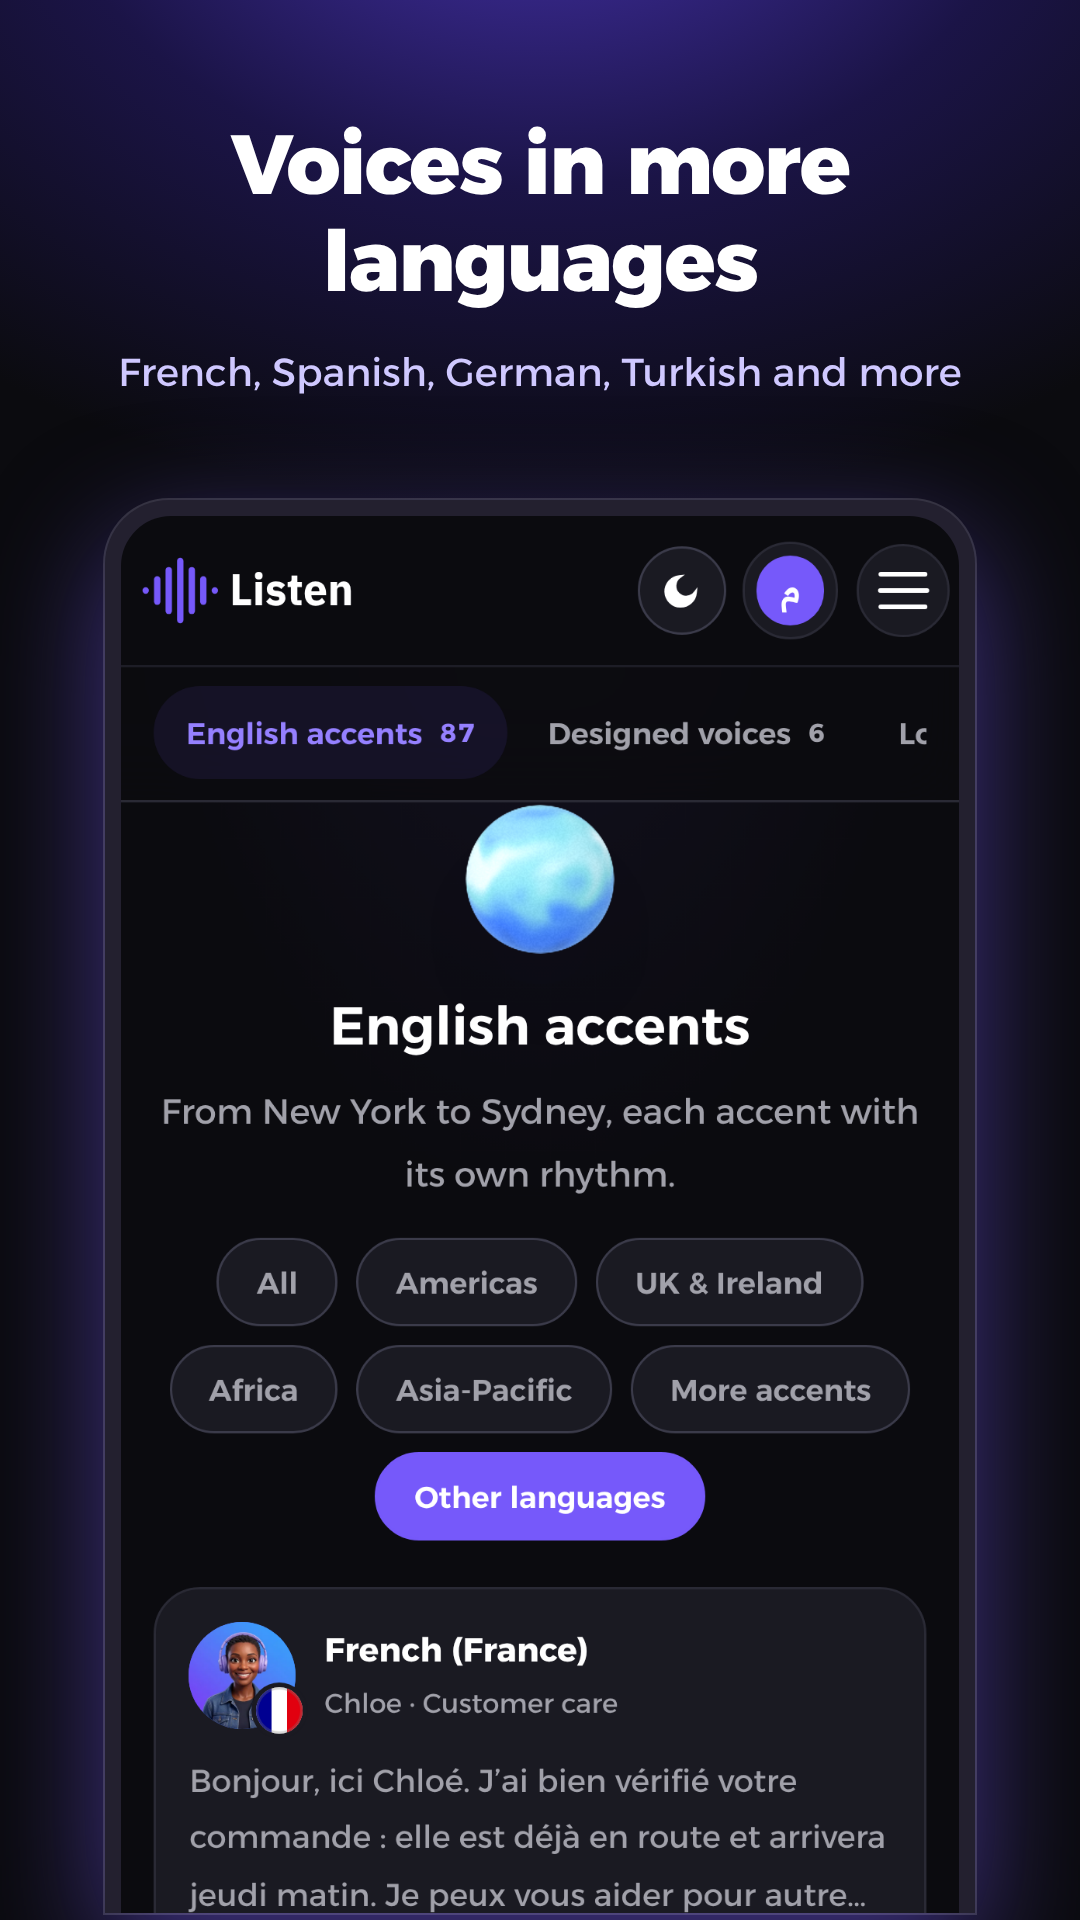 Voices in more
languages
French, Spanish, German, Turkish and more
Listen
م
English accents 87
Designed voices 6
English accents
From New York to Sydney, each accent with
its own rhythm.
All
Americas
UK & Ireland
Africa
Asia-Pacific
More accents
Other languages
French (France)
Chloe · Customer care
Bonjour, ici Chloé. J’ai bien vérifié votre
commande : elle est déjà en route et arrivera
jeudi matin. Je peux vous aider pour autre...